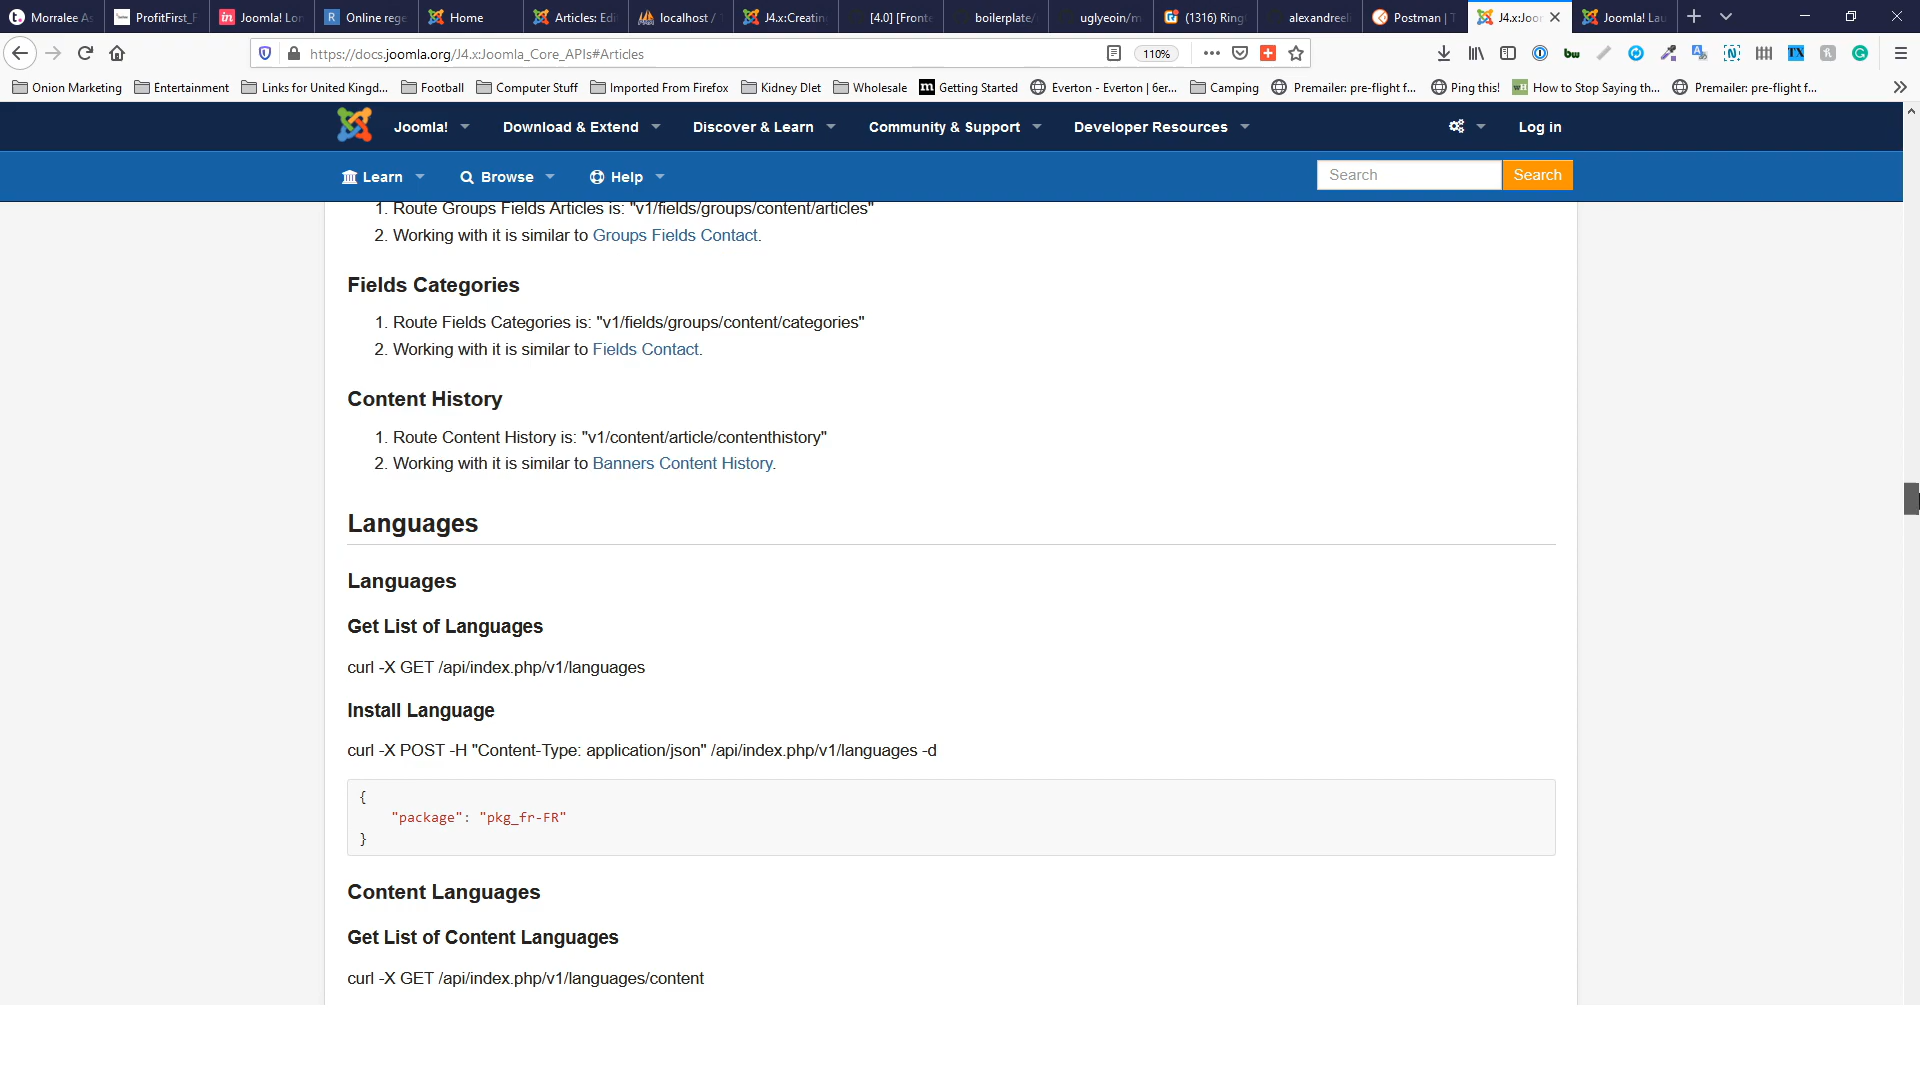 Morralee As
ProfitFirst_F
Joomla! Lon
Online rege
Home
Articles: Edi
localhost /
J4.x:Creatin
[4.0] [Fronte
boilerplate/
uglyeoin/m
(1316) Ring
alexandreeli
Postman | T
J4.x:Joon
Joomla! Lau
https://docs.joomla.org/J4.x:Joomla_Core_APIs#Articles
110%
Onion Marketing
Entertainment
Links for United Kingd...
Football
Computer Stuff
Imported From Firefox
Kidney DIet
Wholesale
Getting Started
Everton - Everton | 6er...
Camping
Premailer: pre-flight f...
Ping this!
How to Stop Saying th...
Premailer: pre-flight f...
Joomla!
Download & Extend
Discover & Learn
Community & Support
Developer Resources
Log in
Learn
Browse
Help
Search
Search
1. Route Groups Fields Articles is: "v1/fields/groups/content/articles"
2. Working with it is similar to Groups Fields Contact.
Fields Categories
1. Route Fields Categories is: "v1/fields/groups/content/categories"
2. Working with it is similar to Fields Contact.
Content History
1. Route Content History is: "v1/content/article/contenthistory"
2. Working with it is similar to Banners Content History.
Languages
Languages
Get List of Languages
curl -X GET /api/index.php/v1/languages
Install Language
curl -X POST -H "Content-Type: application/json" /api/index.php/v1/languages -d
{
"package": "pkg_fr-FR"
}
Content Languages
Get List of Content Languages
curl -X GET /api/index.php/v1/languages/content